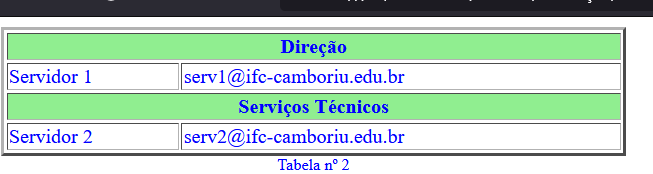 Direção
Servidor 1 serv1@ifc-camboriu.edu.br
Serviços Técnicos
Servidor 2 serv2@ifc-camboriu.edu.br
Tabela nº 2